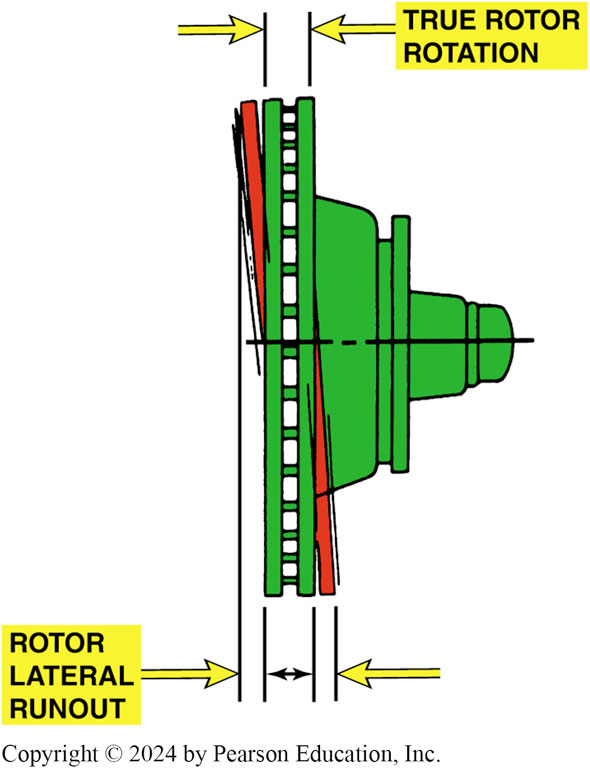 TRUE ROTOR
ROTATION
ROTOR
LATERAL
RUNOUT
Copyright © 2024 by Pearson Education, Inc.